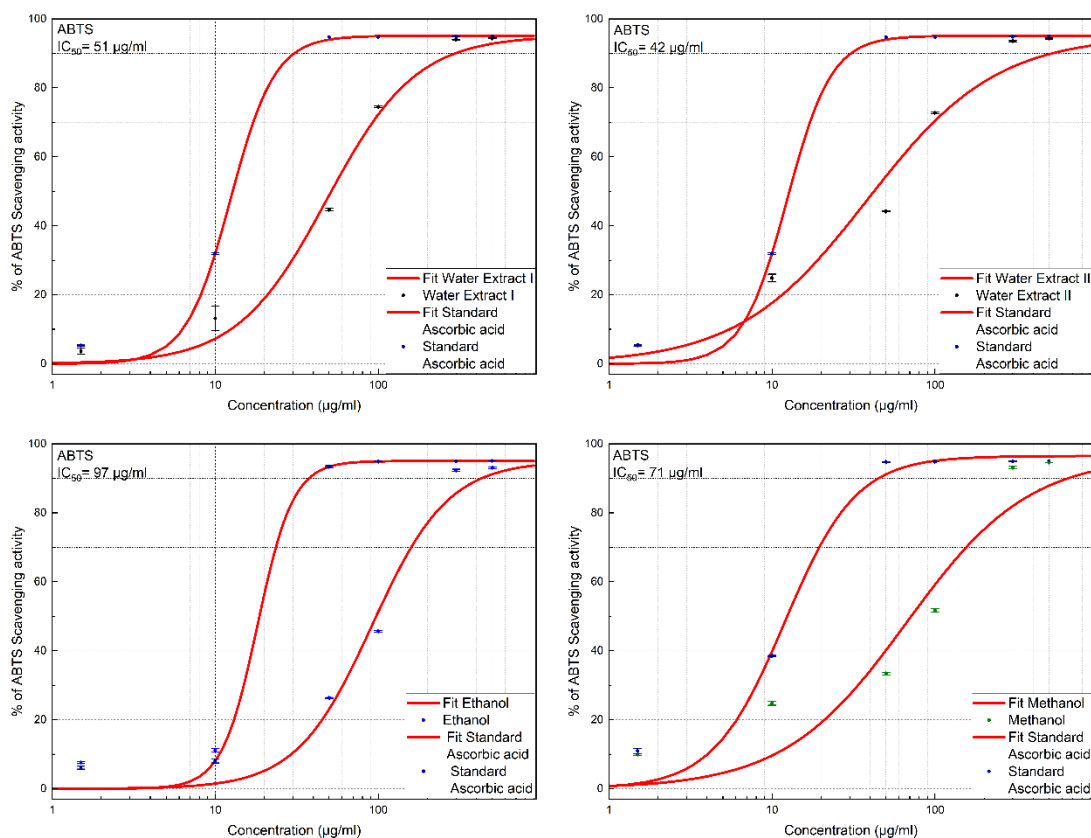 ABTS
IC50= 51 µg/ml
100
80
60
40
20
0
% of ABTS Scavenging activity
Fit Water Extract I
Water Extract I
Fit Standard
Ascorbic acid
Standard
Ascorbic acid
1
10
100
Concentration (µg/ml)
ABTS
IC50= 42 µg/ml
100
80
60
40
20
0
% of ABTS Scavenging activity
Fit Water Extract II
Water Extract II
Fit Standard
Ascorbic acid
Standard
Ascorbic acid
1
10
100
Concentration (µg/ml)
ABTS
IC50= 97 µg/ml
100
80
60
40
20
0
% of ABTS Scavenging activity
Fit Ethanol
Ethanol
Fit Standard
Ascorbic acid
Standard
Ascorbic acid
1
10
100
Concentration (µg/ml)
ABTS
IC50= 71 µg/ml
100
80
60
40
20
0
% of ABTS Scavenging activity
Fit Methanol
Methanol
Fit Standard
Ascorbic acid
Standard
Ascorbic acid
1
10
100
Concentration (µg/ml)